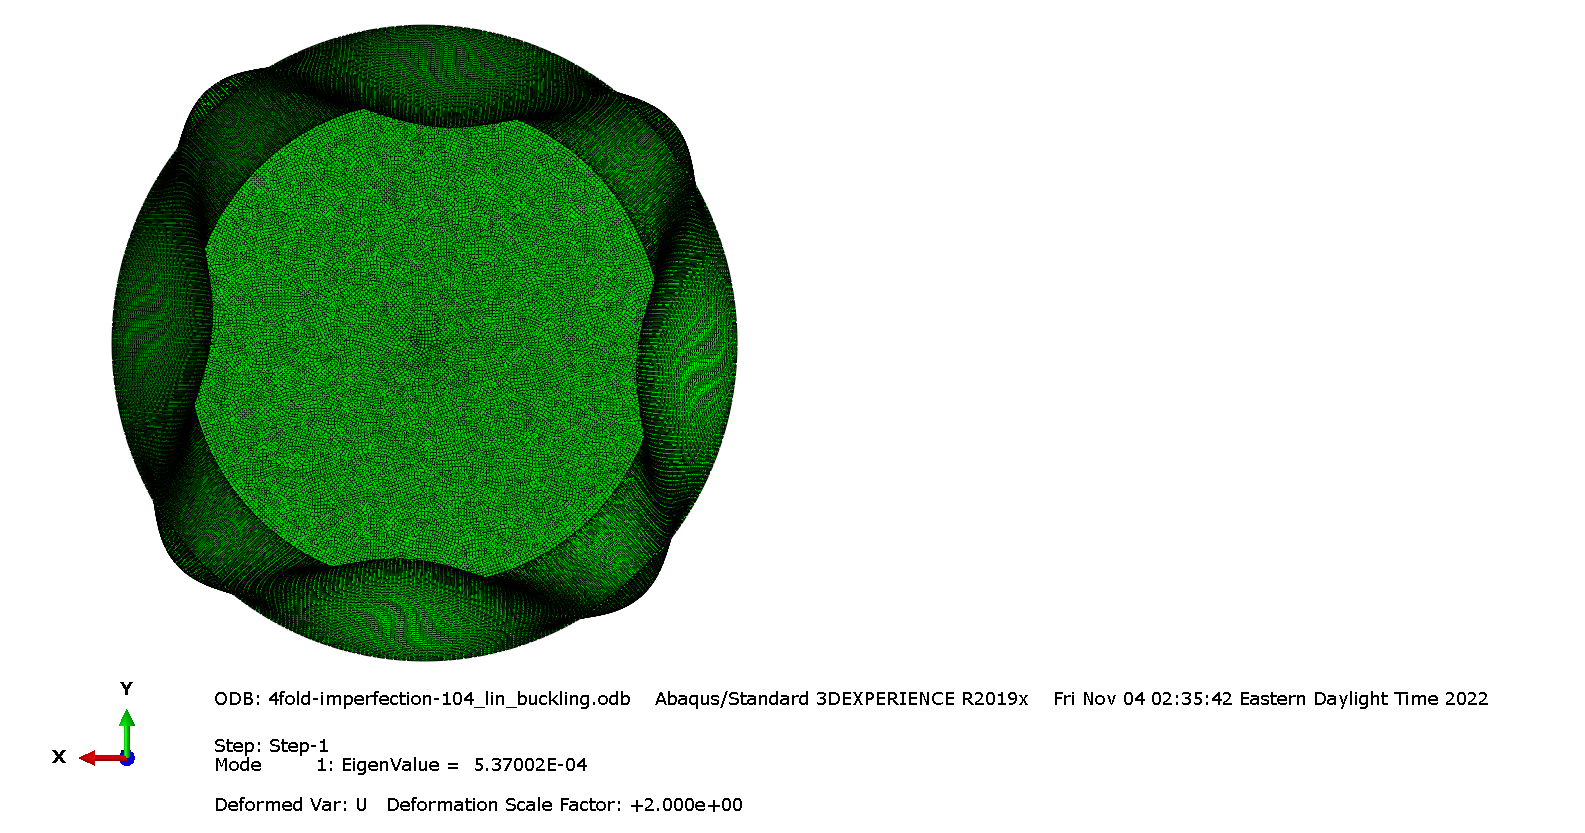 Y
X
ODB: 4fold-imperfection-104_lin_buckling.odb Abaqus/Standard 3DEXPERIENCE R2019x Fri Nov 04 02:35:42 Eastern Daylight Time 2022
Step: Step-1
Mode 1: EigenValue = 5.37002E-04
Deformed Var: U Deformation Scale Factor: +2.000e+00